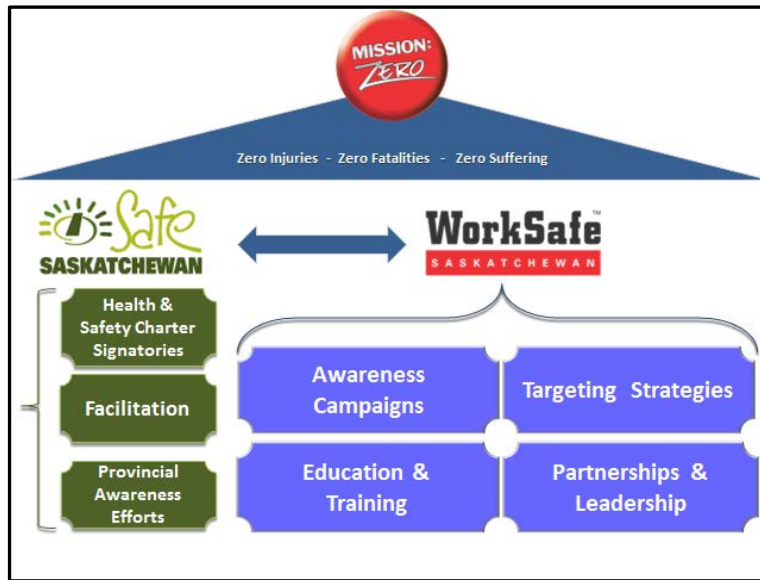 MISSION:
ZERO
Zero Injuries - Zero Fatalities - Zero Suffering
Safe
SASKATCHEWAN
WorkSafe™
SASKATCHEWAN
Health &
Safety Charter
Signatories
Facilitation
Provincial
Awareness
Efforts
Awareness
Campaigns
Targeting Strategies
Education &
Training
Partnerships &
Leadership